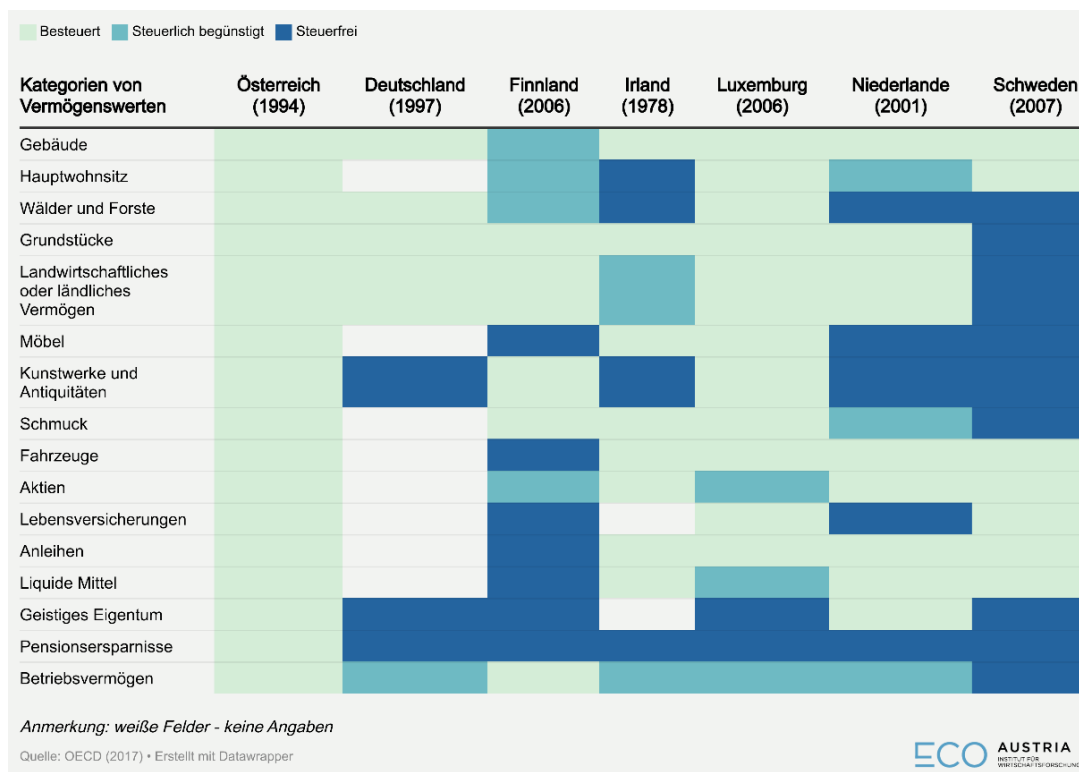 Besteuert Steuerlich begünstigt Steuerfrei
Kategorien von Vermögenswerten Österreich (1994) Deutschland (1997) Finnland (2006) Irland (1978) Luxemburg (2006) Niederlande (2001) Schweden (2007)
Gebäude
Hauptwohnsitz
Wälder und Forste
Grundstücke
Landwirtschaftliches
oder ländliches
Vermögen
Möbel
Kunstwerke und
Antiquitäten
Schmuck
Fahrzeuge
Aktien
Lebensversicherungen
Anleihen
Liquide Mittel
Geistiges Eigentum
Pensionsersparnisse
Betriebsvermögen
Anmerkung: weiße Felder - keine Angaben
Quelle: OECD (2017) • Erstellt mit Datawrapper
ECO AUSTRIA
INSTITUT FÜR
WIRTSCHAFTSFORSCHUNG